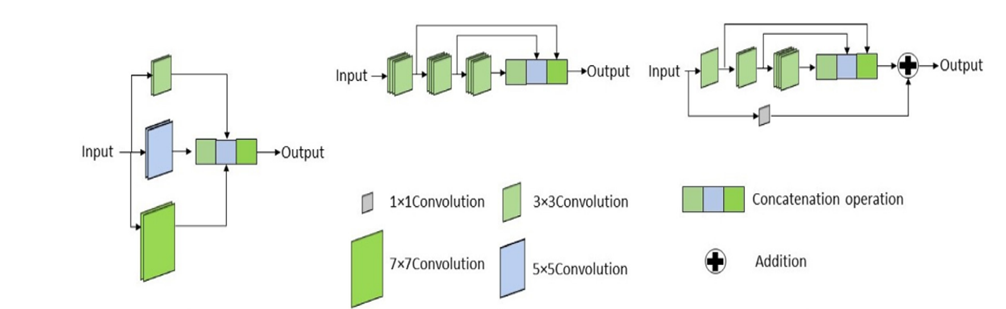 Input
Output
Input
Output
Input
Output
1×1Convolution
3×3Convolution
Concatenation operation
7×7Convolution
5×5Convolution
Addition